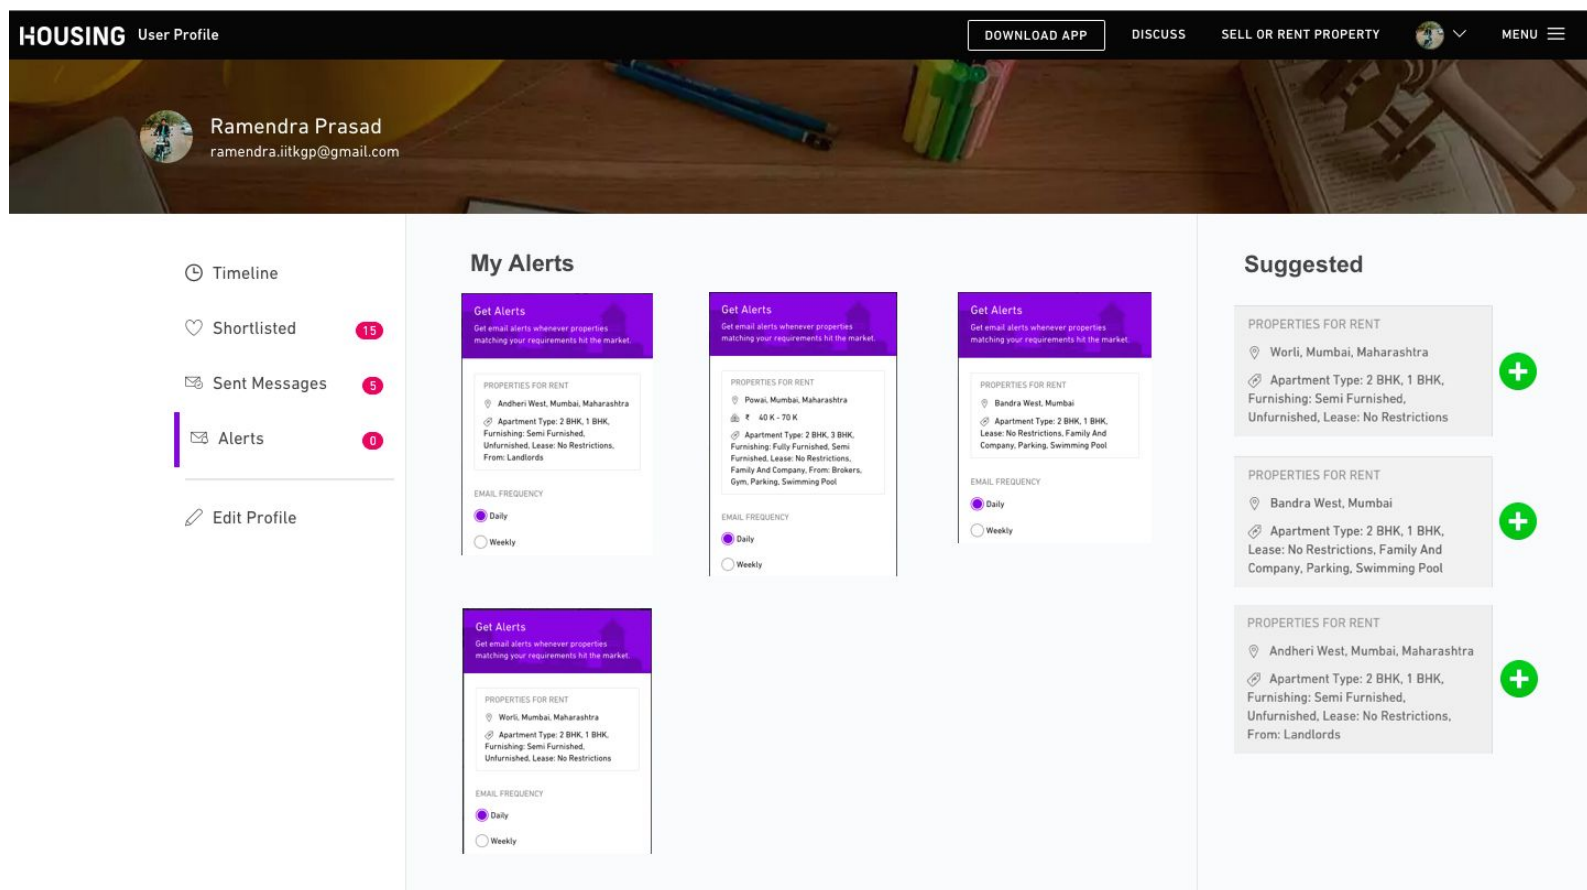 HOUSING User Profile
DOWNLOAD APP
DISCUSS
SELL OR RENT PROPERTY
MENU
Ramendra Prasad
ramendra.iitkgp@gmail.com
Timeline
Shortlisted 15
Sent Messages 5
Alerts 0
Edit Profile
My Alerts
Get Alerts
Get email alerts whenever properties
matching your requirements hit the market.
PROPERTIES FOR RENT
Andheri West, Mumbai, Maharashtra
Apartment Type: 2 BHK, 1 BHK,
Furnishing: Semi Furnished,
Unfurnished, Lease: No Restrictions,
From: Landlords
EMAIL FREQUENCY
Daily
Weekly
Get Alerts
Get email alerts whenever properties
matching your requirements hit the market.
PROPERTIES FOR RENT
Powai, Mumbai, Maharashtra
₹ 40 K - 70 K
Apartment Type: 2 BHK, 3 BHK,
Furnishing: Fully Furnished, Semi
Furnished, Lease: No Restrictions,
Family And Company, From: Brokers,
Gym, Parking, Swimming Pool
EMAIL FREQUENCY
Daily
Weekly
Get Alerts
Get email alerts whenever properties
matching your requirements hit the market.
PROPERTIES FOR RENT
Bandra West, Mumbai
Apartment Type: 2 BHK, 1 BHK,
Lease: No Restrictions, Family And
Company, Parking, Swimming Pool
EMAIL FREQUENCY
Daily
Weekly
Get Alerts
Get email alerts whenever properties
matching your requirements hit the market.
PROPERTIES FOR RENT
Worli, Mumbai, Maharashtra
Apartment Type: 2 BHK, 1 BHK,
Furnishing: Semi Furnished,
Unfurnished, Lease: No Restrictions
EMAIL FREQUENCY
Daily
Weekly
Suggested
PROPERTIES FOR RENT
Worli, Mumbai, Maharashtra
Apartment Type: 2 BHK, 1 BHK,
Furnishing: Semi Furnished,
Unfurnished, Lease: No Restrictions
PROPERTIES FOR RENT
Bandra West, Mumbai
Apartment Type: 2 BHK, 1 BHK,
Lease: No Restrictions, Family And
Company, Parking, Swimming Pool
PROPERTIES FOR RENT
Andheri West, Mumbai, Maharashtra
Apartment Type: 2 BHK, 1 BHK,
Furnishing: Semi Furnished,
Unfurnished, Lease: No Restrictions,
From: Landlords